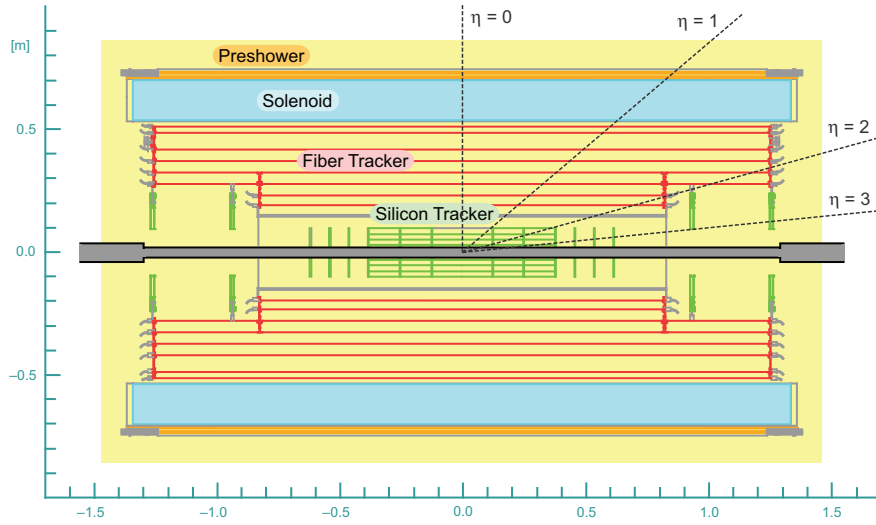 η = 0
η = 1
[m]
Preshower
Solenoid
0.5
η = 2
Fiber Tracker
Silicon Tracker
η = 3
0.0
–0.5
–1.5
–1.0
–0.5
0.0
0.5
1.0
1.5